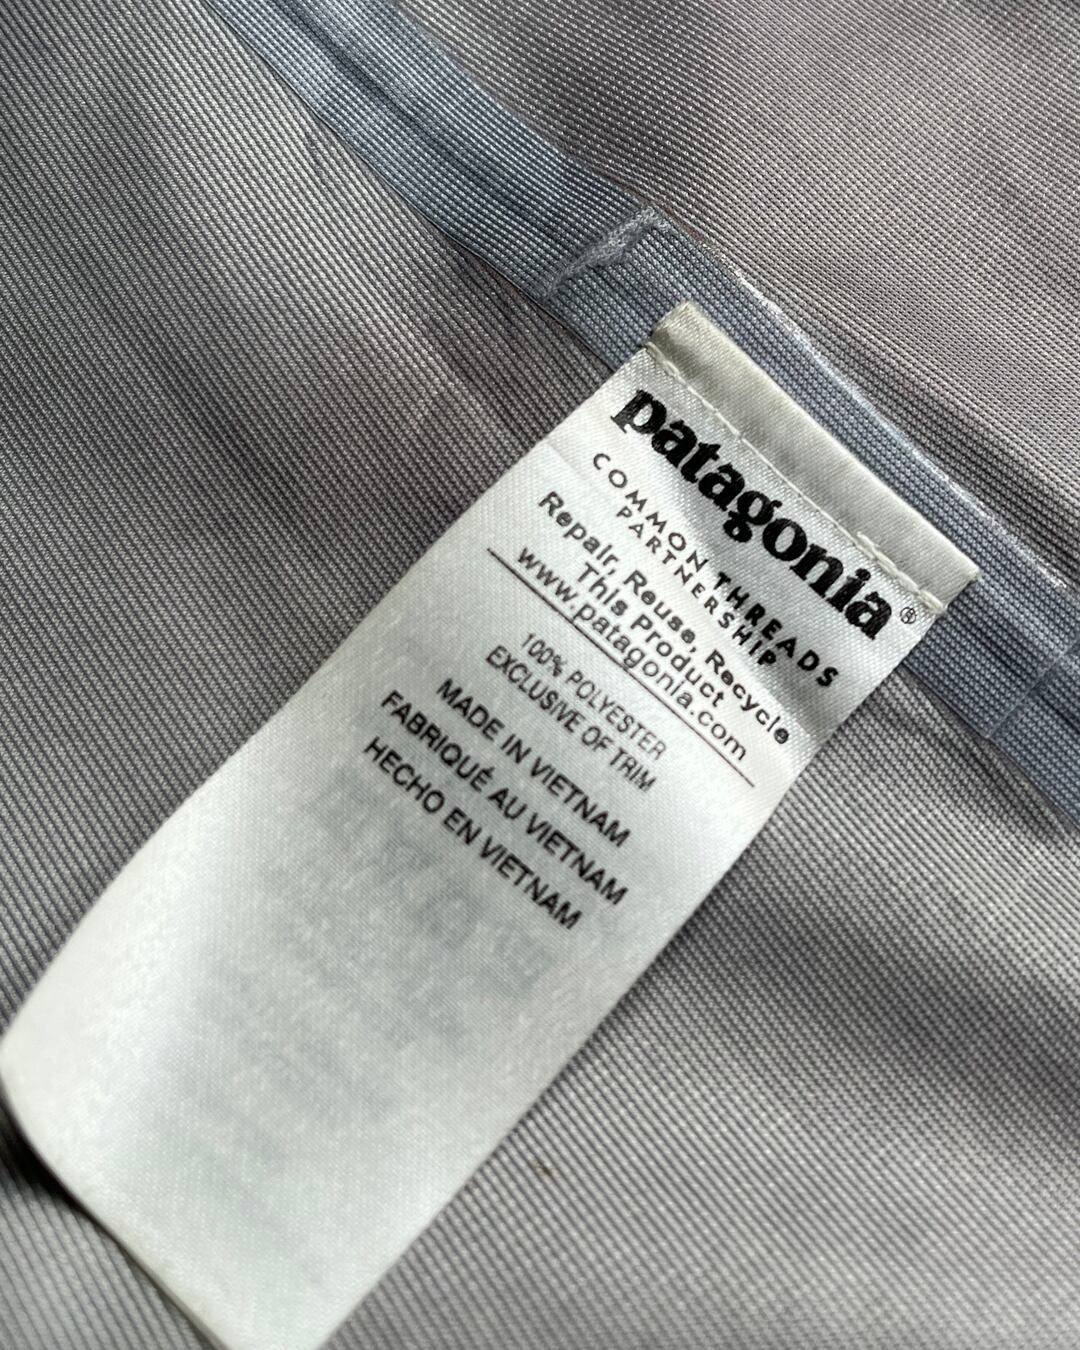 patagonia®
COMMON THREADS
PARTNERSHIP
Repair, Reuse, Recycle
This Product
www.patagonia.com
100% POLYESTER
EXCLUSIVE OF TRIM
MADE IN VIETNAM
FABRIQUÉ AU VIETNAM
HECHO EN VIETNAM